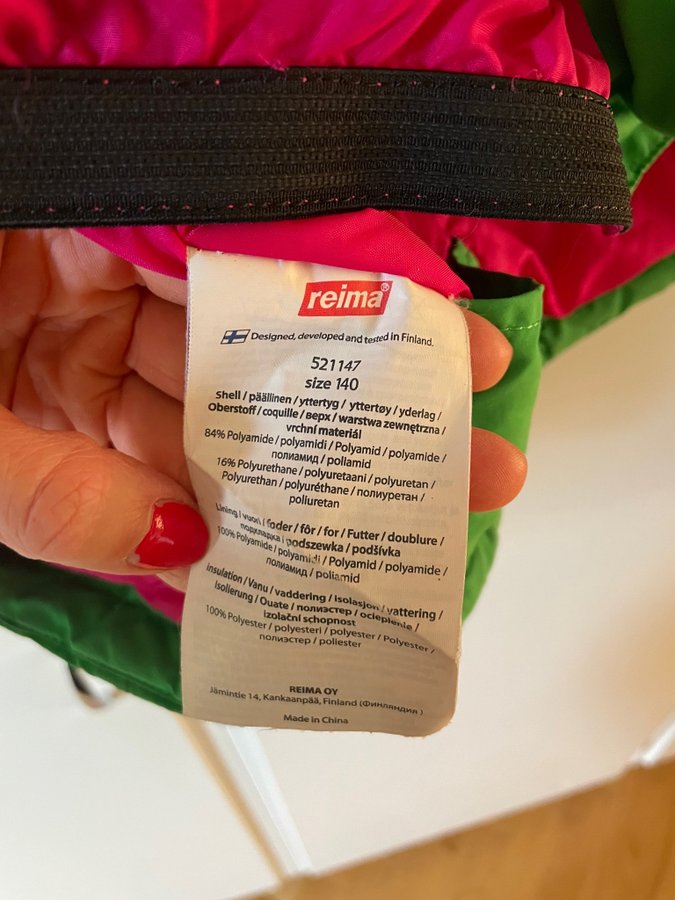 reima®
Designed, developed and tested in Finland.
521147
size 140
Shell / päällinen / yttertyg / yttertøy / yderlag /
Oberstoff / coquille / верх / warstwa zewnętrzna /
vrchní materiál
84% Polyamide / polyamidi / Polyamid / polyamide /
полиамид / poliamid
16% Polyurethane / polyuretaani / polyuretan /
Polyurethan / polyuréthane / полиуретан /
poliuretan
Lining / vuori / foder / fôr / for / Futter / doublure /
подкладка / podszewka / podšívka
100% Polyamide / polyamidi / Polyamid / polyamide /
полиамид / poliamid
Insulation / Vanu / vaddering / Isolasjon / vattering /
Isolierung / Ouate / полиэстер / ocieplenie /
izolační schopnost
100% Polyester / polyesteri / polyester / Polyester /
полиэстер / poliester
REIMA OY
Jämintie 14, Kankaanpää, Finland (Финляндия)
Made in China